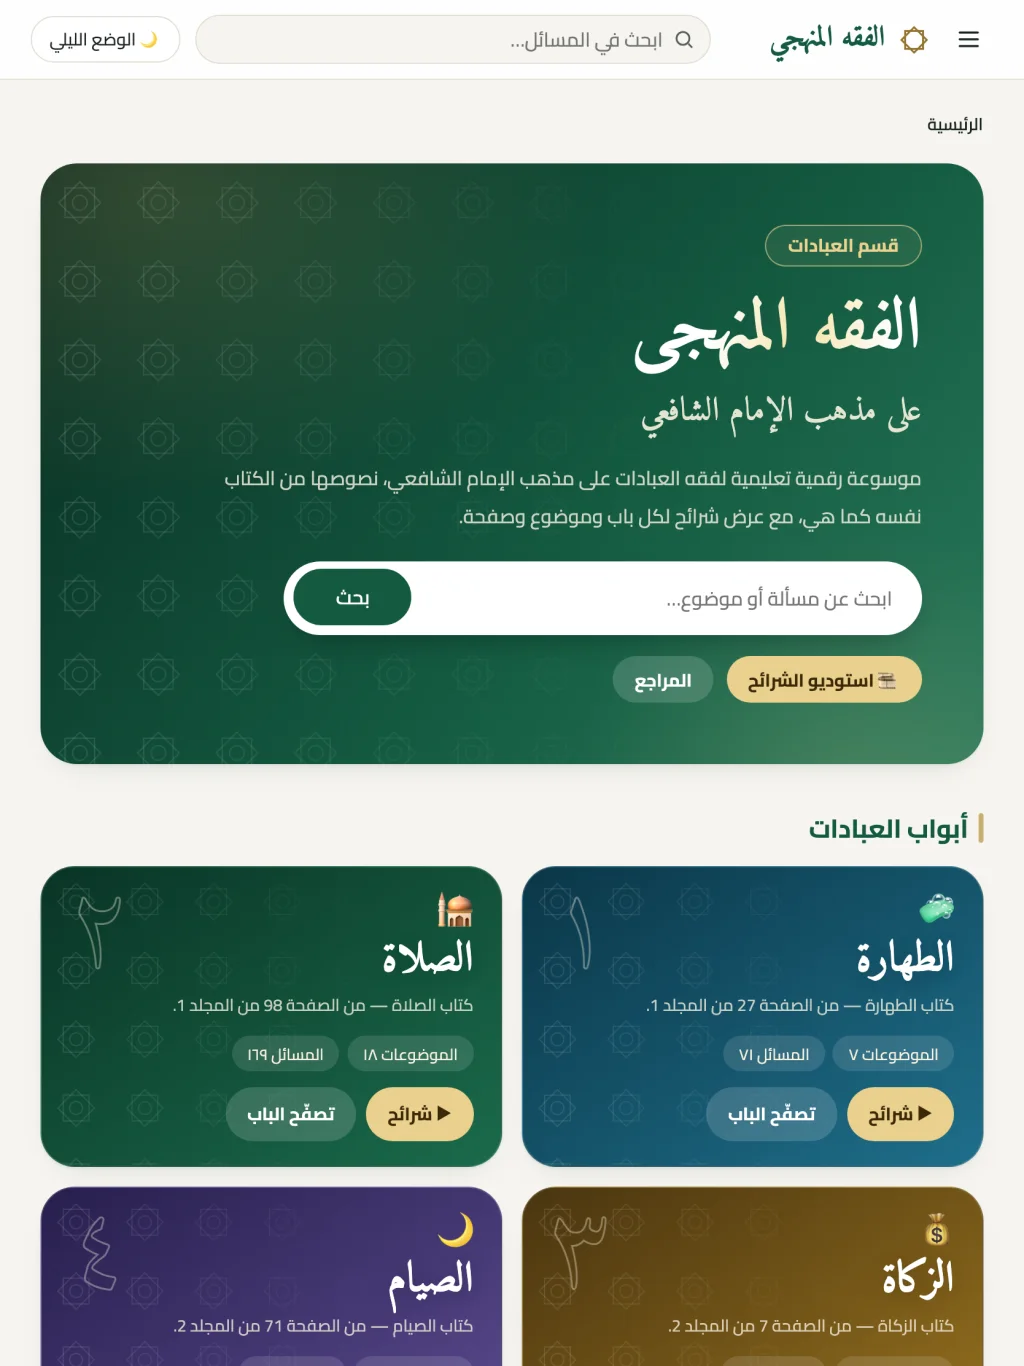 الفقه المنهجي
ابحث في المسائل...
الوضع الليلي
الرئيسية
قسم العبادات
الفقه المنهجي
على مذهب الإمام الشافعي
موسوعة رقمية تعليمية لفقه العبادات على مذهب الإمام الشافعي، نصوصها من الكتاب
نفسه كما هي، مع عرض شرائح لكل باب وموضوع وصفحة.
ابحث عن مسألة أو موضوع...
بحث
استوديو الشرائح
المراجع
أبواب العبادات
١
الطهارة
كتاب الطهارة — من الصفحة 27 من المجلد 1.
الموضوعات ٧
المسائل ٧١
شرائح
تصفّح الباب
٢
الصلاة
كتاب الصلاة — من الصفحة 98 من المجلد 1.
الموضوعات ١٨
المسائل ١٦٩
شرائح
تصفّح الباب
٣
الزكاة
كتاب الزكاة — من الصفحة 7 من المجلد 2.
٤
الصيام
كتاب الصيام — من الصفحة 71 من المجلد 2.